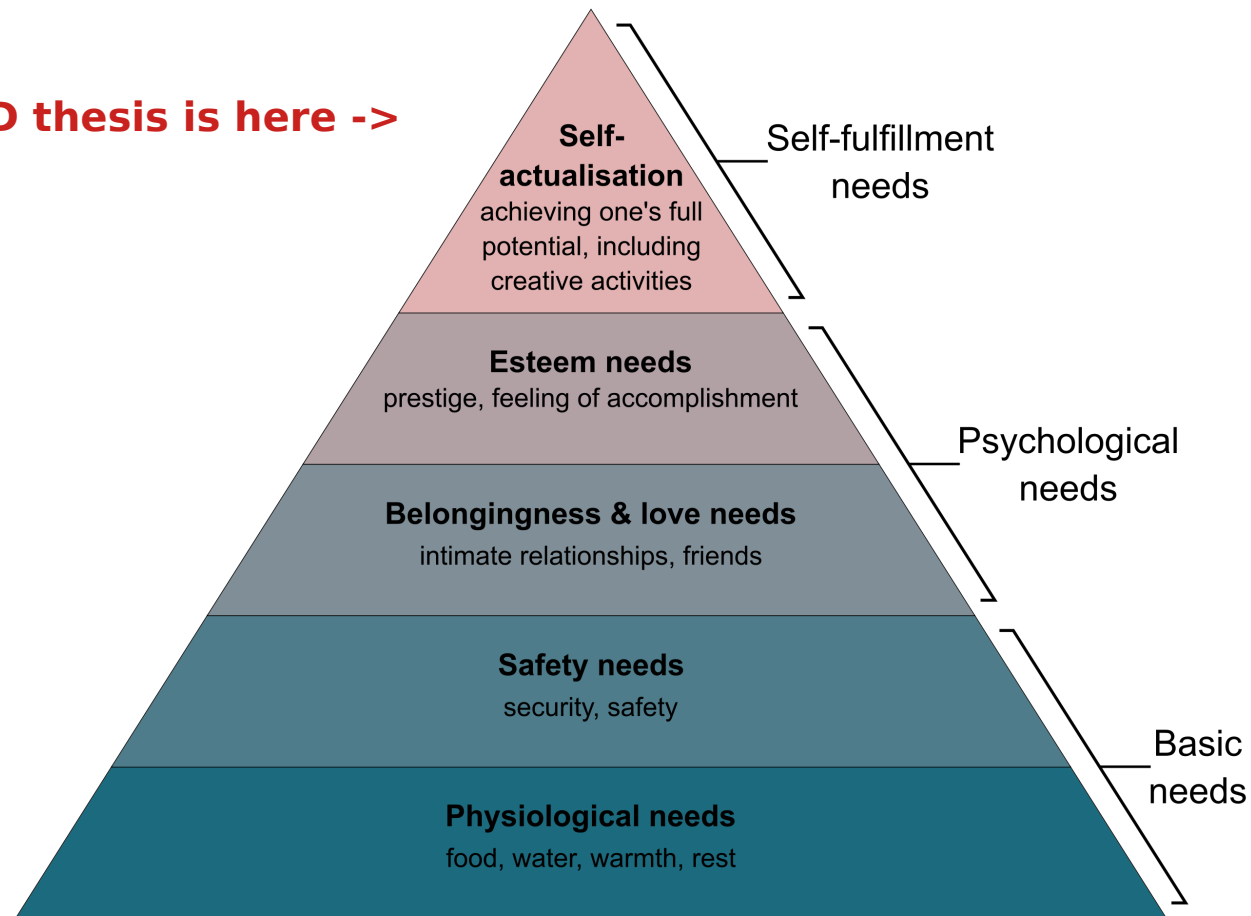 D thesis is here ->
Self-
actualisation
achieving one's full
potential, including
creative activities
Self-fulfillment
needs
Esteem needs
prestige, feeling of accomplishment
Psychological
needs
Belongingness & love needs
intimate relationships, friends
Safety needs
security, safety
Basic
needs
Physiological needs
food, water, warmth, rest